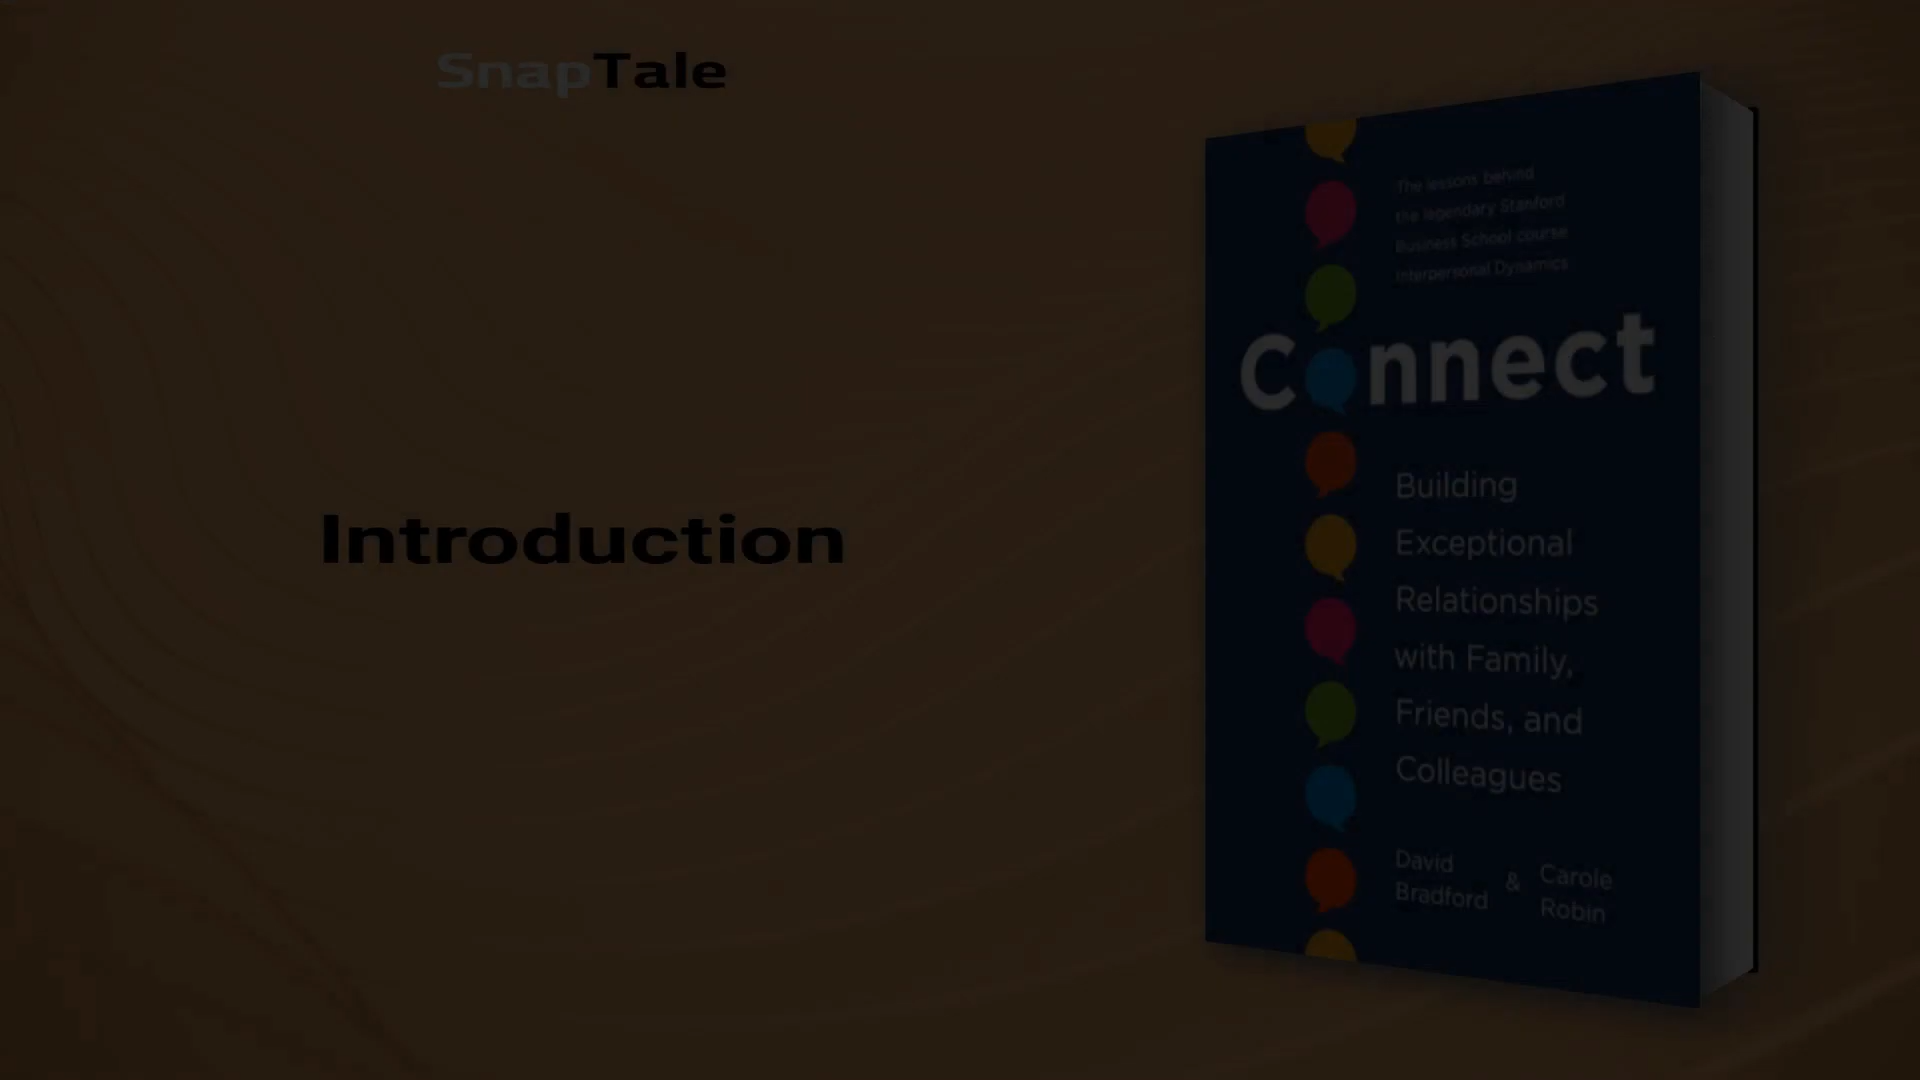 SnapTale
Introduction
The lessons behind
the legendary Stanford
Business School course
Interpersonal Dynamics
Connect
Building
Exceptional
Relationships
with Family,
Friends, and
Colleagues
David Bradford & Carole Robin